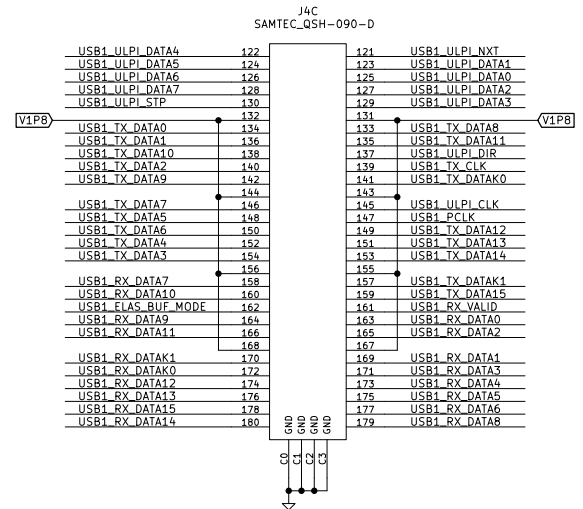 J4C
SAMTEC_QSH-090-D
USB1_ULPI_DATA4 122 121 USB1_ULPI_NXT
USB1_ULPI_DATA5 124 123 USB1_ULPI_DATA1
USB1_ULPI_DATA6 126 125 USB1_ULPI_DATA0
USB1_ULPI_DATA7 128 127 USB1_ULPI_DATA2
USB1_ULPI_STP 130 129 USB1_ULPI_DATA3
V1P8 132 131 V1P8
USB1_TX_DATA0 134 133 USB1_TX_DATA8
USB1_TX_DATA1 136 135 USB1_TX_DATA11
USB1_TX_DATA10 138 137 USB1_ULPI_DIR
USB1_TX_DATA2 140 139 USB1_TX_CLK
USB1_TX_DATA9 142 141 USB1_TX_DATAK0
144 143
USB1_TX_DATA7 146 145 USB1_ULPI_CLK
USB1_TX_DATA5 148 147 USB1_PCLK
USB1_TX_DATA6 150 149 USB1_TX_DATA12
USB1_TX_DATA4 152 151 USB1_TX_DATA13
USB1_TX_DATA3 154 153 USB1_TX_DATA14
156 155
USB1_RX_DATA7 158 157 USB1_TX_DATAK1
USB1_RX_DATA10 160 159 USB1_TX_DATA15
USB1_ELAS_BUF_MODE 162 161 USB1_RX_VALID
USB1_RX_DATA9 164 163 USB1_RX_DATA0
USB1_RX_DATA11 166 165 USB1_RX_DATA2
168 167
USB1_RX_DATAK1 170 169 USB1_RX_DATA1
USB1_RX_DATAK0 172 171 USB1_RX_DATA3
USB1_RX_DATA12 174 173 USB1_RX_DATA4
USB1_RX_DATA13 176 175 USB1_RX_DATA5
USB1_RX_DATA15 178 177 USB1_RX_DATA6
USB1_RX_DATA14 180 179 USB1_RX_DATA8
GND GND GND GND
C0 C1 C2 C3